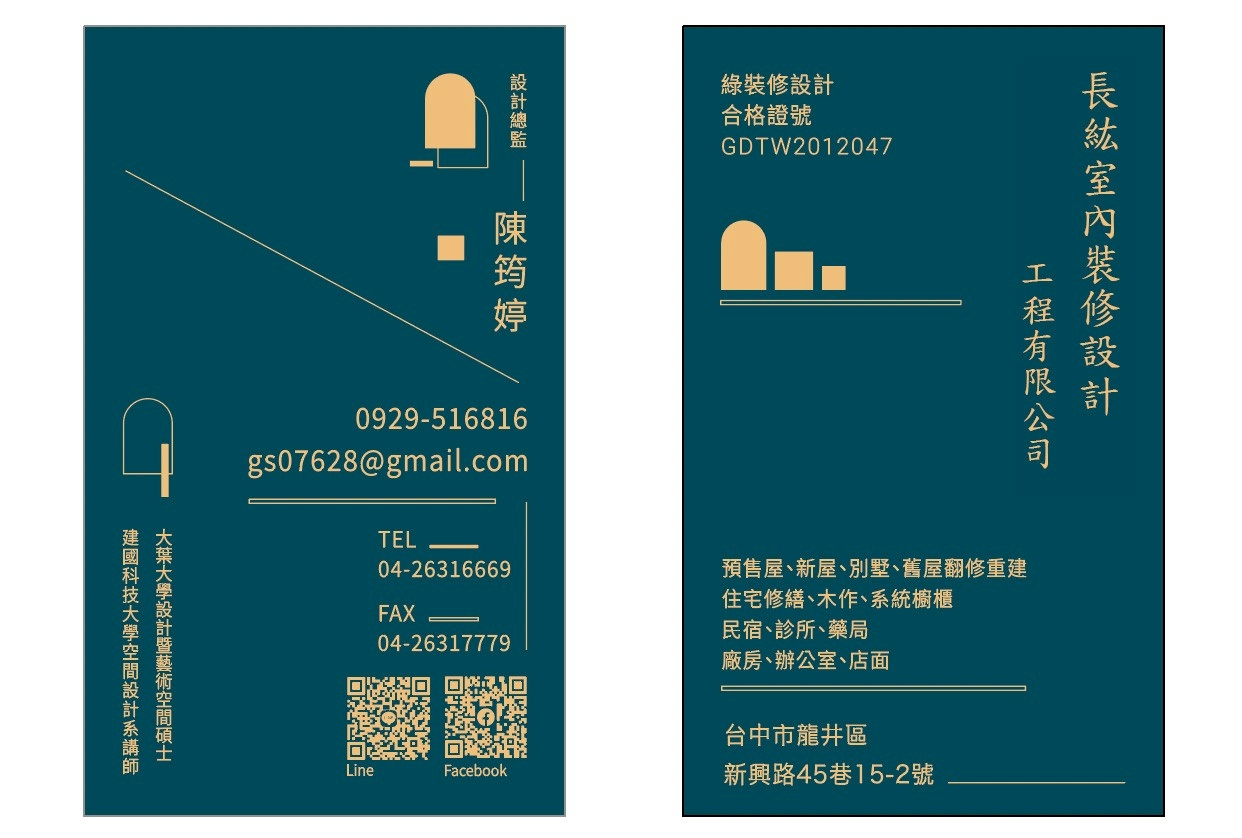 設計總監
陳筠婷
0929-516816
gs07628@gmail.com
TEL
04-26316669
FAX
04-26317779
Line
Facebook
大葉大學設計暨藝術空間碩士
建國科技大學空間設計系講師
綠裝修設計
合格證號
GDTW2012047
長紘室內裝修設計
工程有限公司
預售屋、新屋、別墅、舊屋翻修重建
住宅修繕、木作、系統櫥櫃
民宿、診所、藥局
廠房、辦公室、店面
台中市龍井區
新興路45巷15-2號